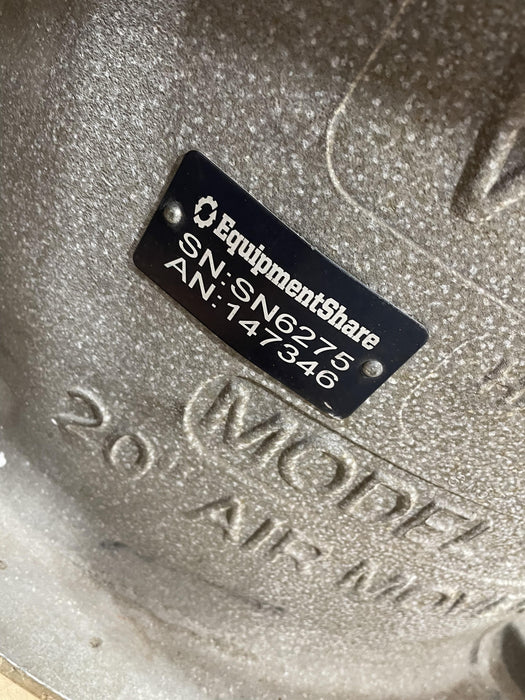 EquipmentShare
SN:SN6275
AN:147346
MODEL
20" AIR